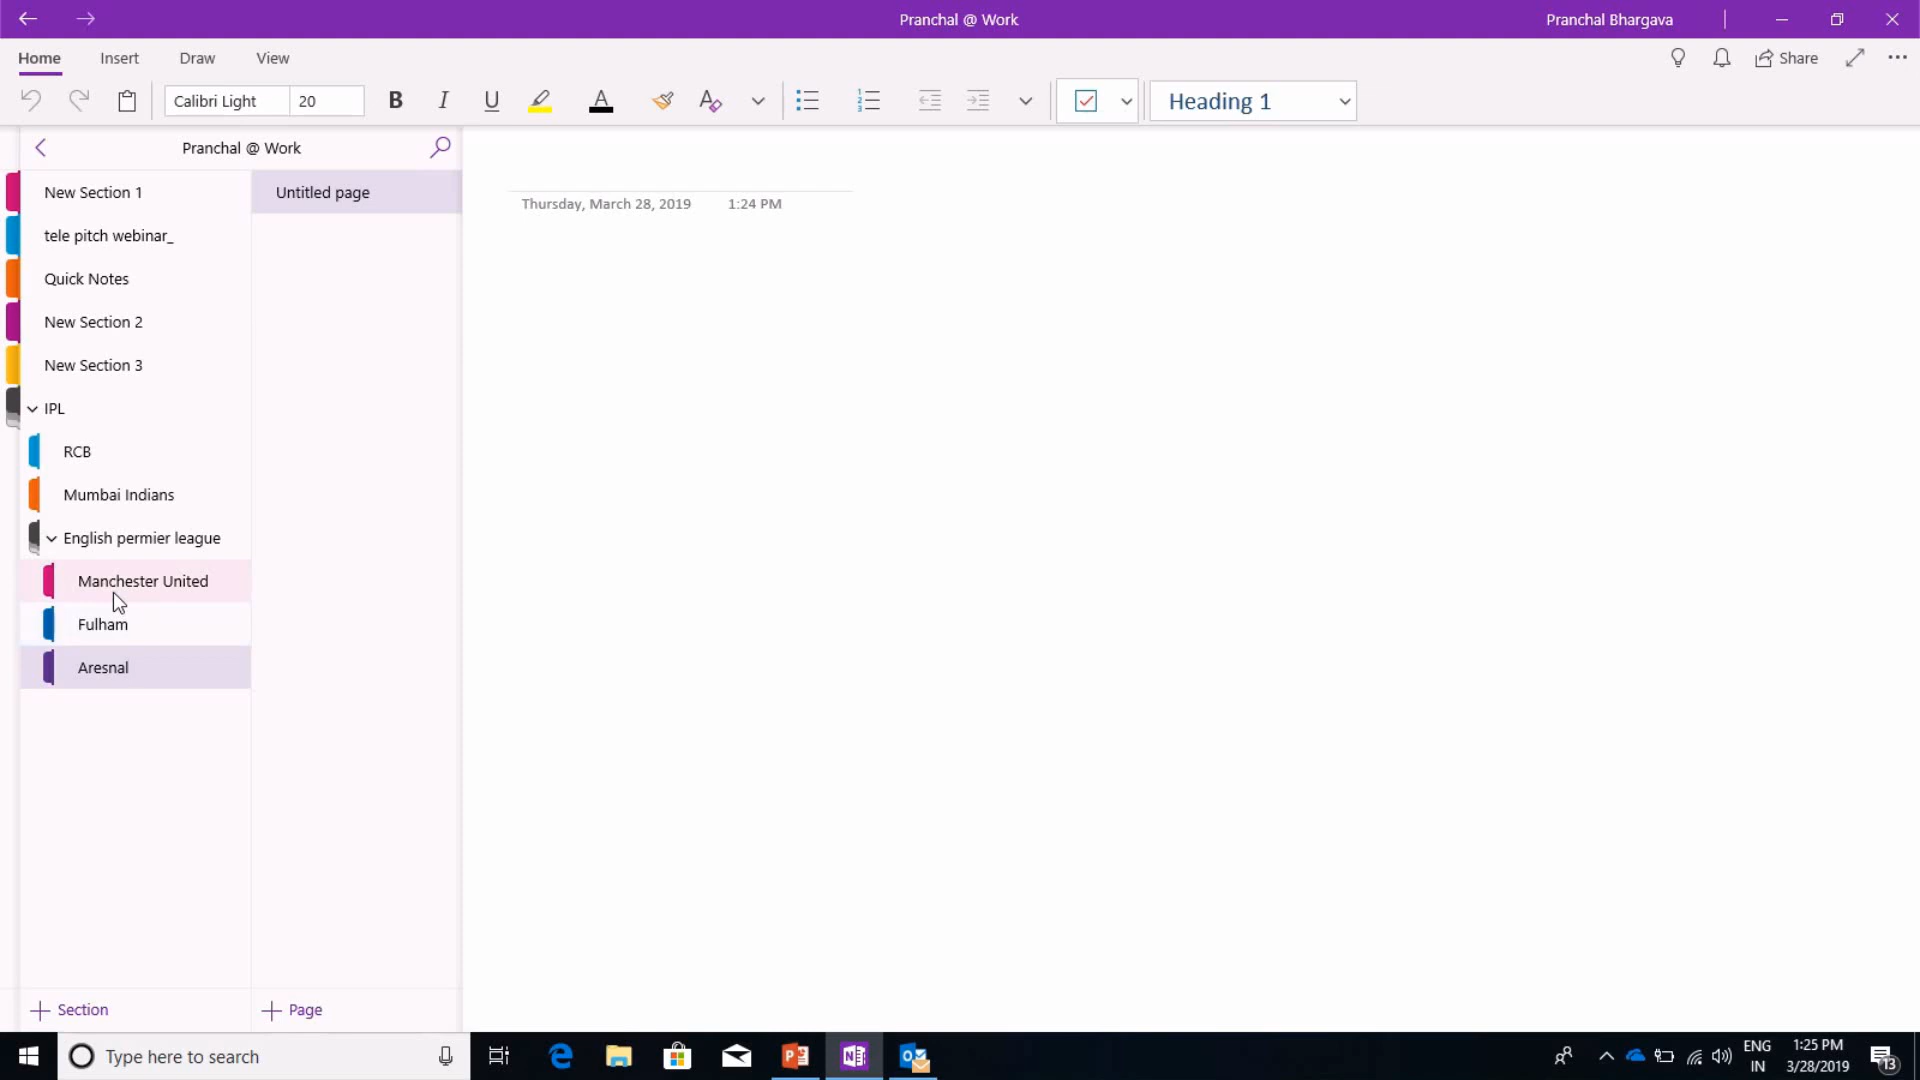 Pranchal @ Work
Pranchal Bhargava
Home Insert Draw View
Share
Calibri Light 20 B I U A A Heading 1
Pranchal @ Work
New Section 1
tele pitch webinar_
Quick Notes
New Section 2
New Section 3
IPL
RCB
Mumbai Indians
English permier league
Manchester United
Fulham
Aresnal
Section
Untitled page
Page
Thursday, March 28, 2019 1:24 PM
Type here to search
ENG
IN
1:25 PM
3/28/2019
13